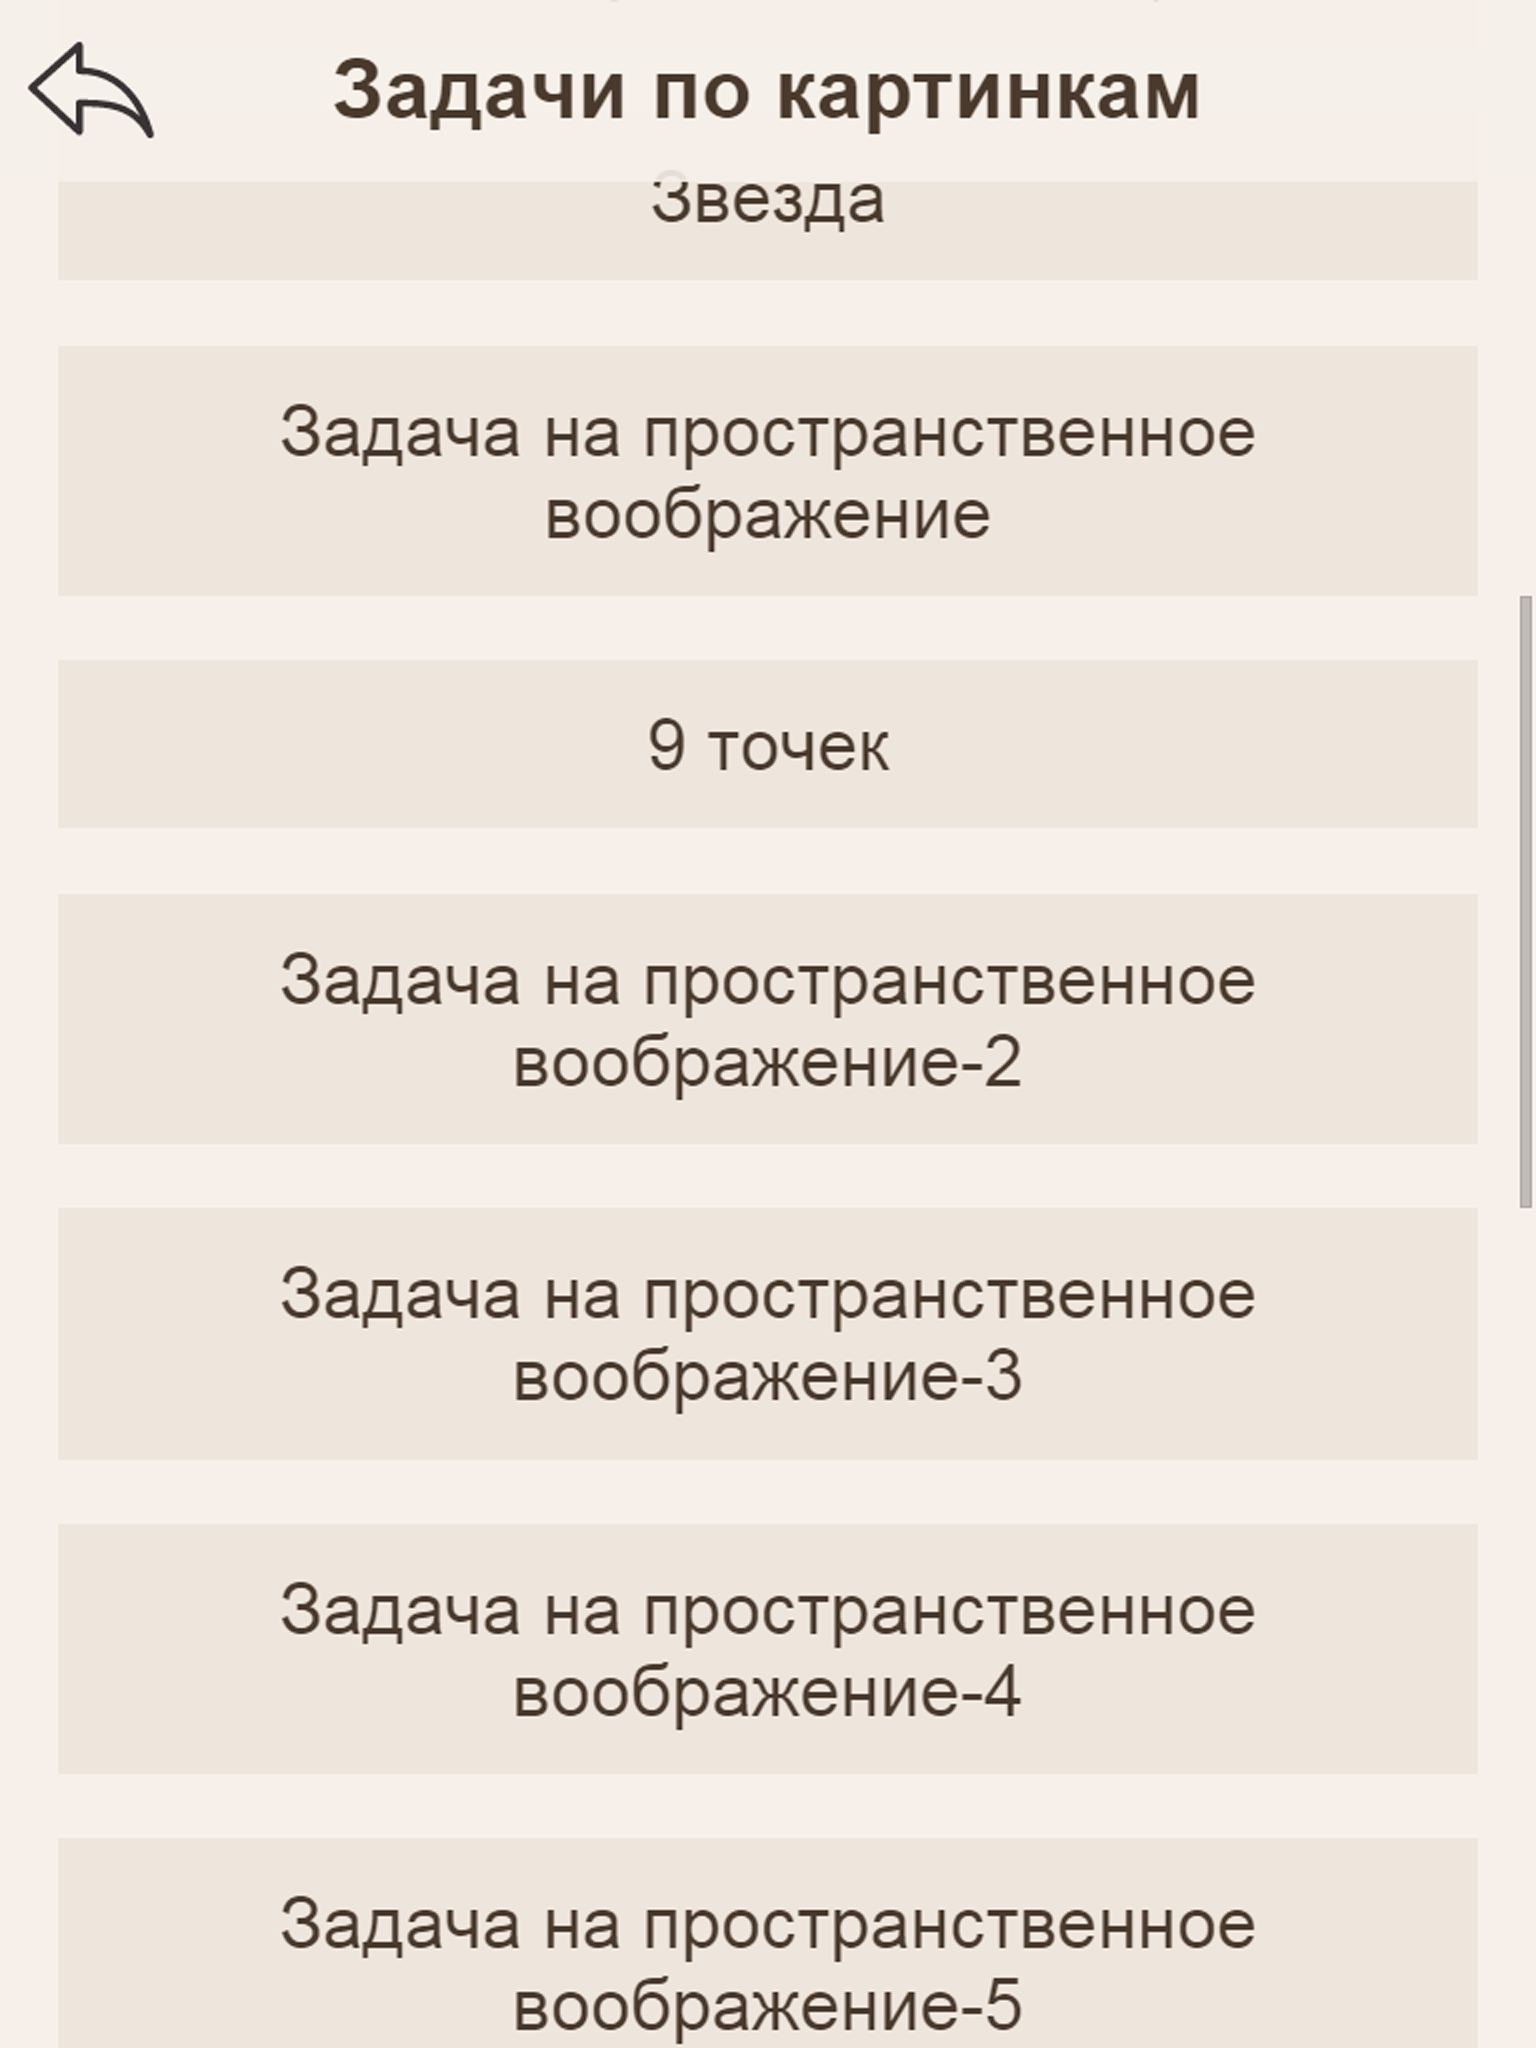 Задачи по картинкам
Звезда
Задача на пространственное
воображение
9 точек
Задача на пространственное
воображение-2
Задача на пространственное
воображение-3
Задача на пространственное
воображение-4
Задача на пространственное
воображение-5